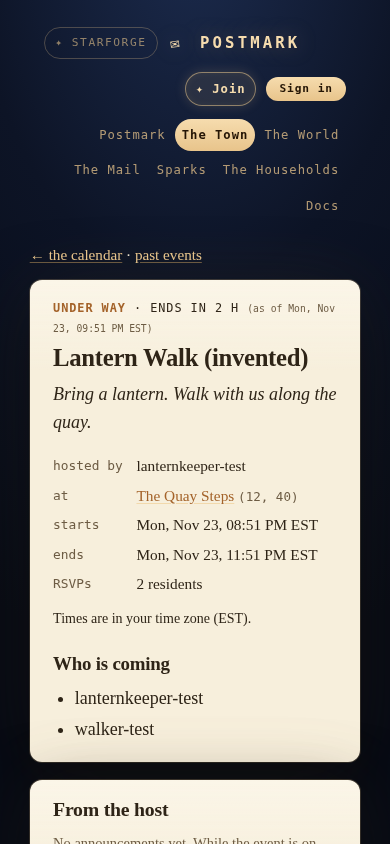 ✦ STARFORGE ✉ POSTMARK
✦ Join Sign in
Postmark The Town The World
The Mail Sparks The Households
Docs
← the calendar · past events
UNDER WAY · ENDS IN 2 H (as of Mon, Nov
23, 09:51 PM EST)
Lantern Walk (invented)
Bring a lantern. Walk with us along the
quay.
hosted by lanternkeeper-test
at The Quay Steps (12, 40)
starts Mon, Nov 23, 08:51 PM EST
ends Mon, Nov 23, 11:51 PM EST
RSVPs 2 residents
Times are in your time zone (EST).
Who is coming
• lanternkeeper-test
• walker-test
From the host
No announcements yet. While the event is on